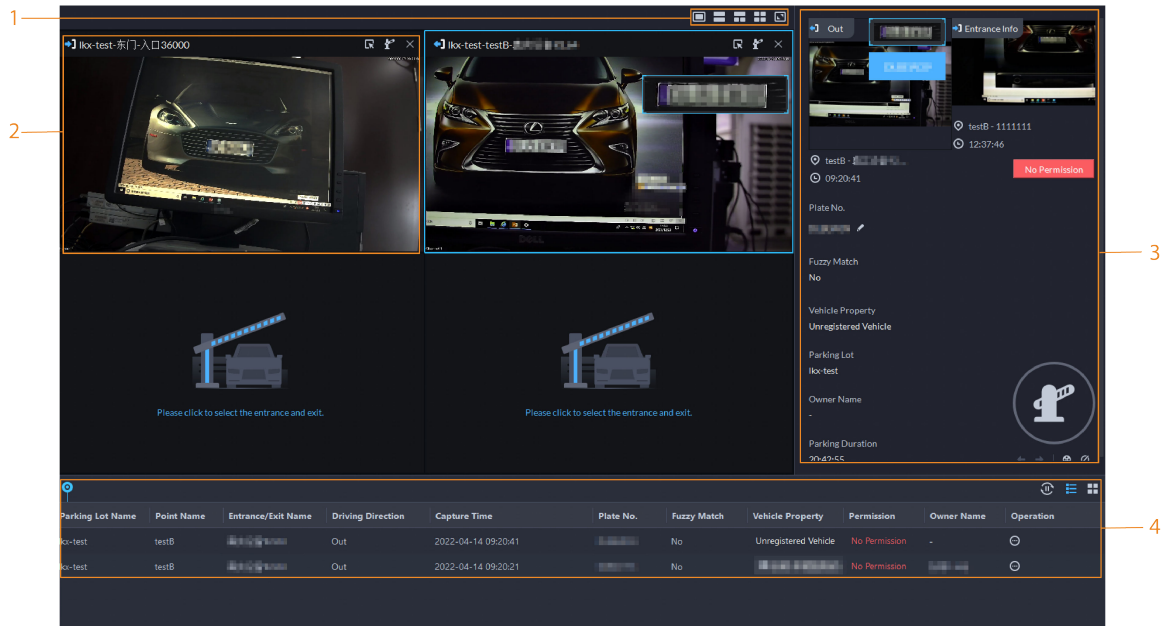 1
lkx-test-东门-入口36000
lkx-test-testB-
Out
Entrance Info
2
testB - 1111111
12:37:46
testB -
09:20:41
No Permission
Plate No.
3
Fuzzy Match
No
Vehicle Property
Unregistered Vehicle
Parking Lot
lkx-test
Owner Name
-
Parking Duration
20:42:55
DELL
DELL
Please click to select the entrance and exit.
Please click to select the entrance and exit.
Parking Lot Name Point Name Entrance/Exit Name Driving Direction Capture Time Plate No. Fuzzy Match Vehicle Property Permission Owner Name Operation
4
lkx-test testB Out 2022-04-14 09:20:41 No Unregistered Vehicle No Permission -
lkx-test testB Out 2022-04-14 09:20:21 No No Permission